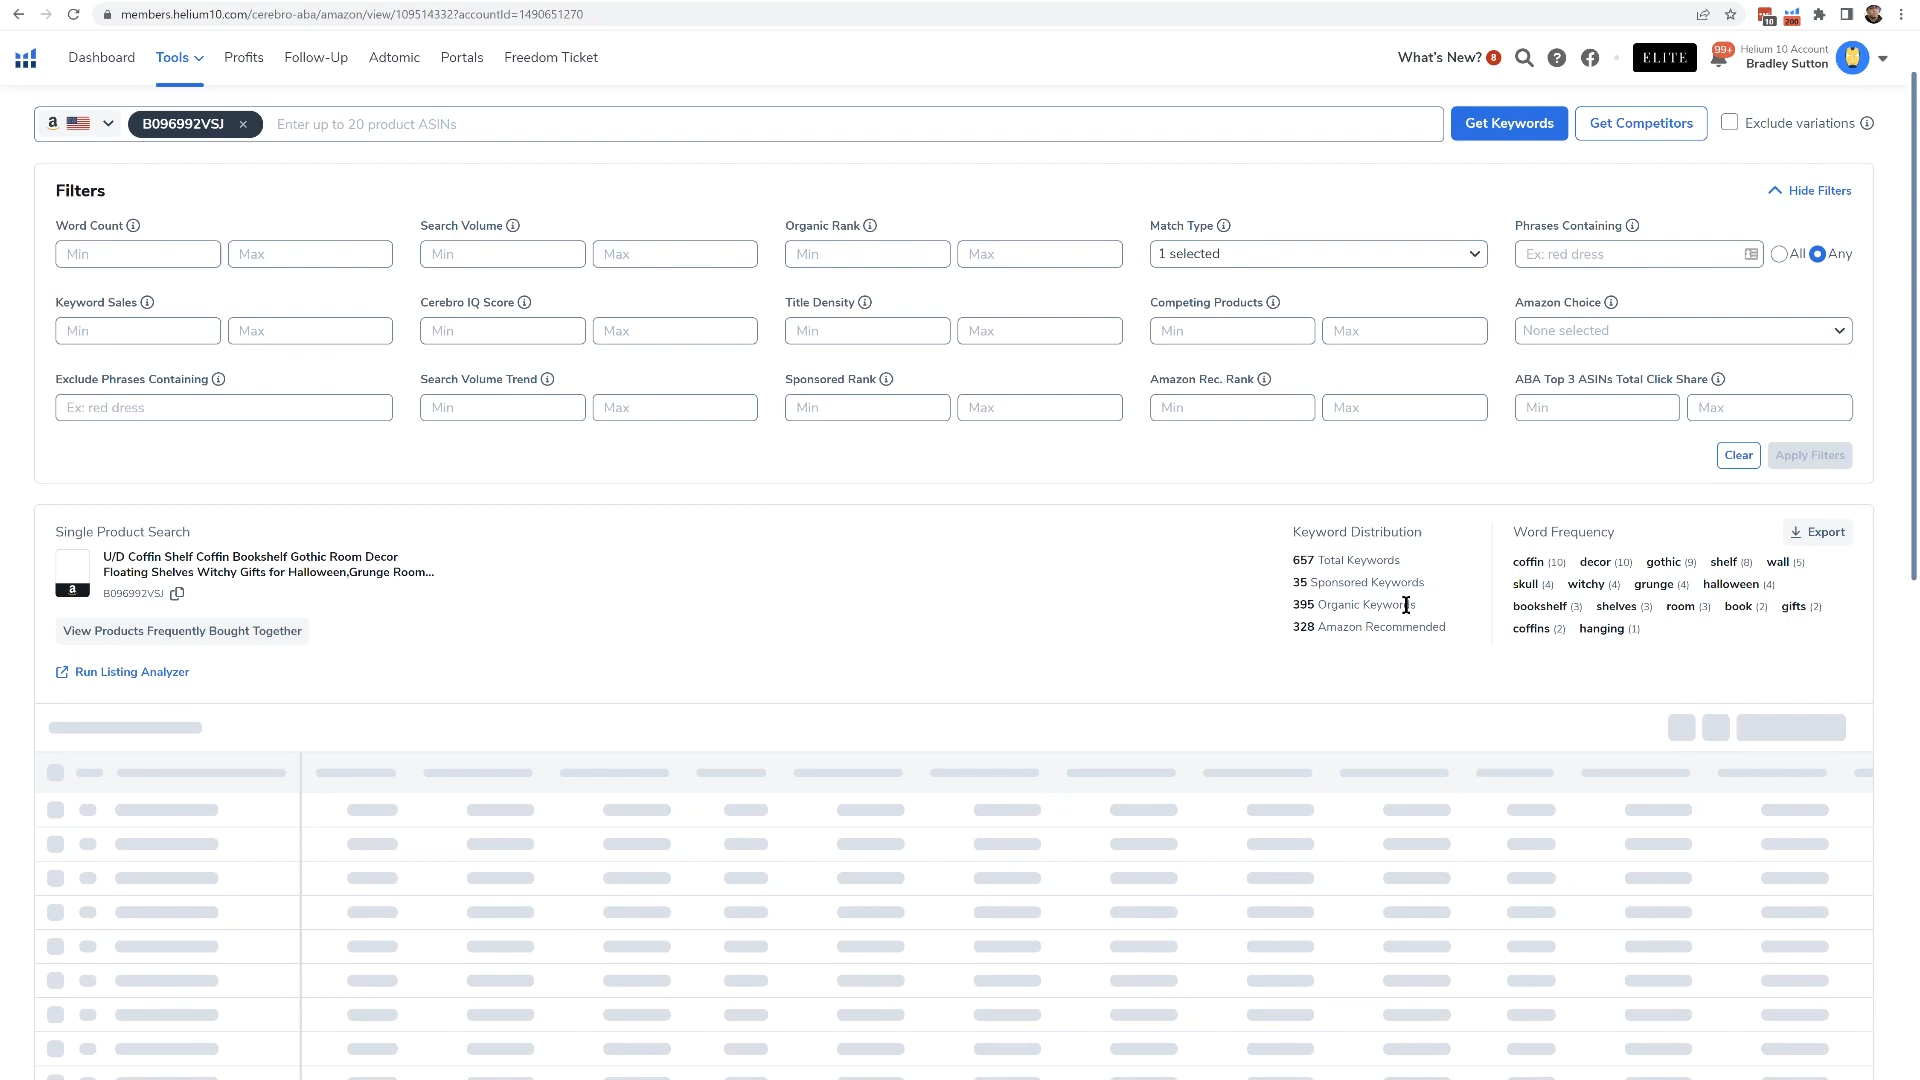 members.helium10.com/cerebro-aba/amazon/view/109514332?accountId=1490651270
10
200
Dashboard Tools Profits Follow-Up Adtomic Portals Freedom Ticket What's New? 8 ELITE 99+ Helium 10 Account
Bradley Sutton
a B096992VSJ × Enter up to 20 product ASINs Get Keywords Get Competitors Exclude variations
Filters Hide Filters
Word Count Search Volume Organic Rank Match Type Phrases Containing
Min Max Min Max Min Max 1 selected Ex: red dress All Any
Keyword Sales Cerebro IQ Score Title Density Competing Products Amazon Choice
Min Max Min Max Min Max Min Max None selected
Exclude Phrases Containing Search Volume Trend Sponsored Rank Amazon Rec. Rank ABA Top 3 ASINs Total Click Share
Ex: red dress Min Max Min Max Min Max Min Max
Clear Apply Filters
Single Product Search
U/D Coffin Shelf Coffin Bookshelf Gothic Room Decor
Floating Shelves Witchy Gifts for Halloween,Grunge Room...
a
B096992VSJ
View Products Frequently Bought Together
Run Listing Analyzer
Keyword Distribution
657 Total Keywords
35 Sponsored Keywords
395 Organic Keywords
328 Amazon Recommended
Word Frequency Export
coffin (10) decor (10) gothic (9) shelf (8) wall (5)
skull (4) witchy (4) grunge (4) halloween (4)
bookshelf (3) shelves (3) room (3) book (2) gifts (2)
coffins (2) hanging (1)